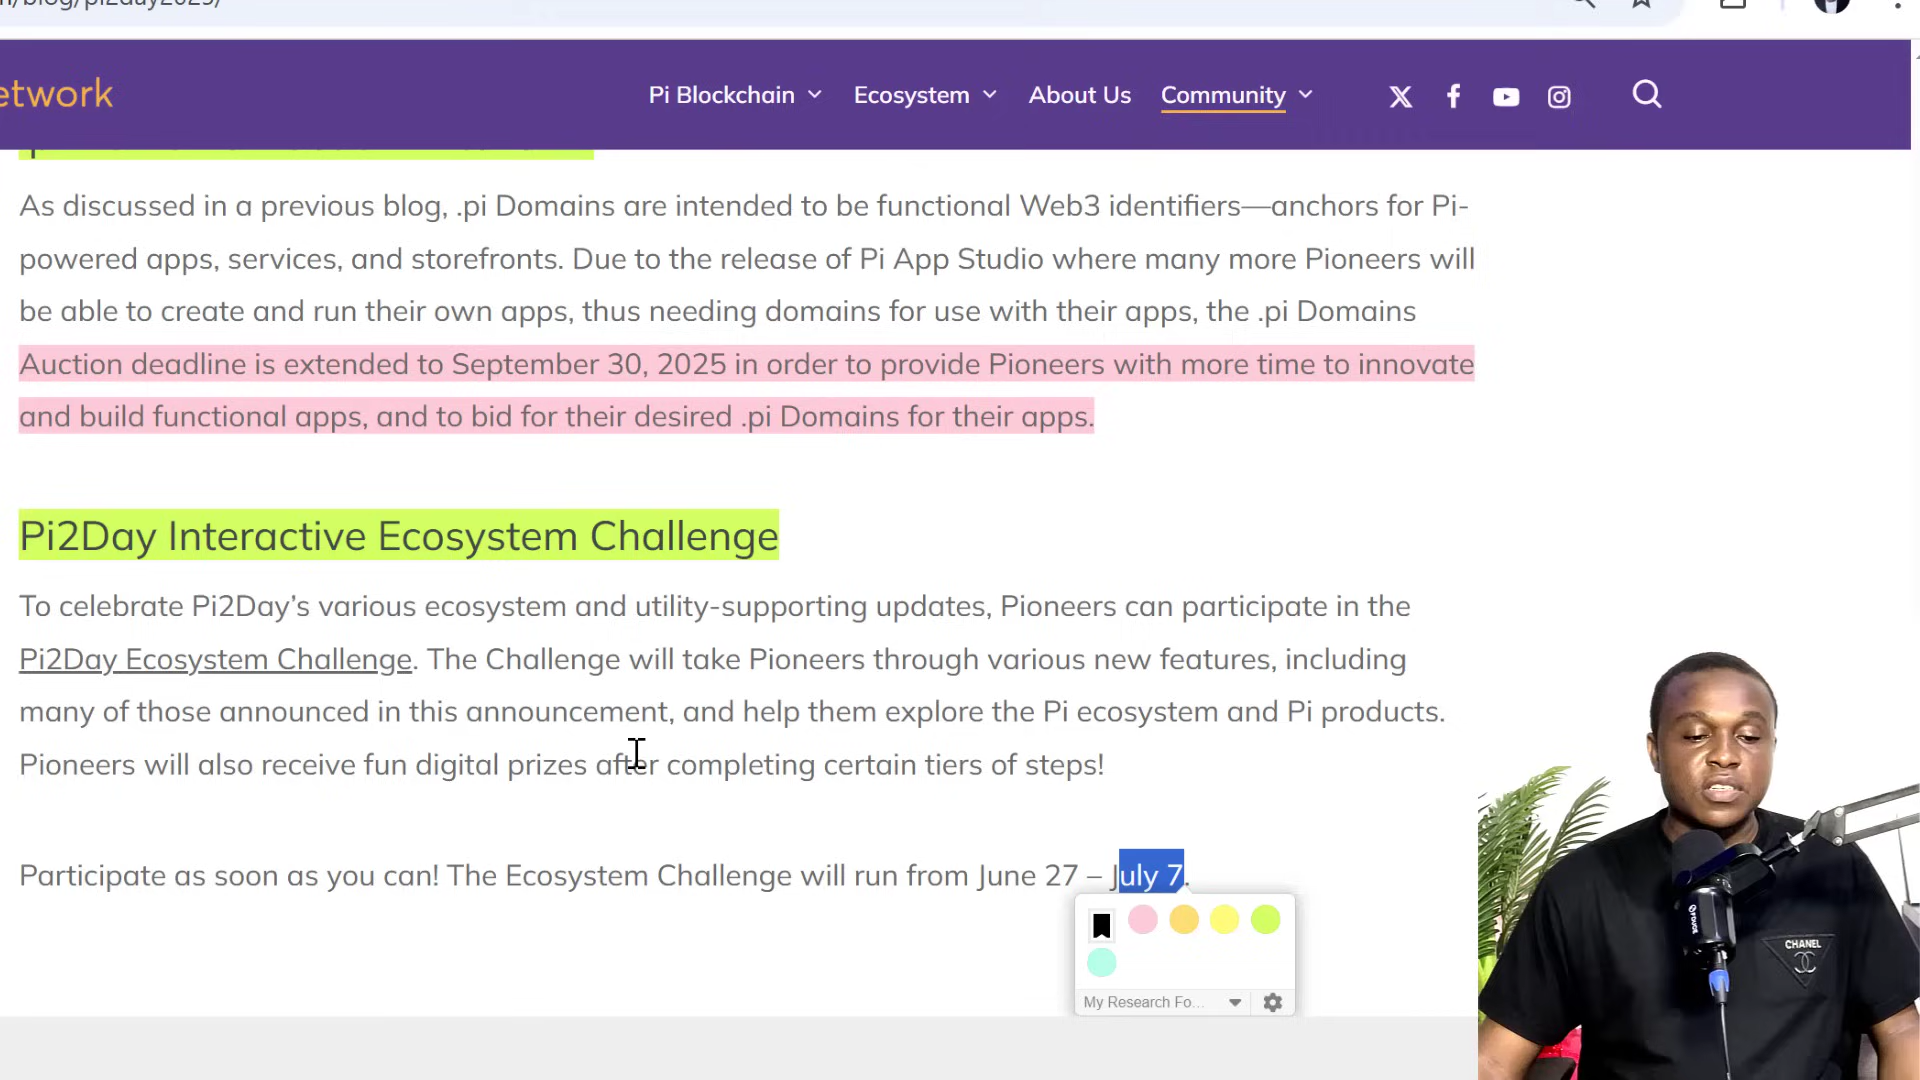 /blog/pi2day2025/
etwork
Pi Blockchain
Ecosystem
About Us
Community
As discussed in a previous blog, .pi Domains are intended to be functional Web3 identifiers—anchors for Pi-
powered apps, services, and storefronts. Due to the release of Pi App Studio where many more Pioneers will
be able to create and run their own apps, thus needing domains for use with their apps, the .pi Domains
Auction deadline is extended to September 30, 2025 in order to provide Pioneers with more time to innovate
and build functional apps, and to bid for their desired .pi Domains for their apps.
Pi2Day Interactive Ecosystem Challenge
To celebrate Pi2Day’s various ecosystem and utility-supporting updates, Pioneers can participate in the
Pi2Day Ecosystem Challenge. The Challenge will take Pioneers through various new features, including
many of those announced in this announcement, and help them explore the Pi ecosystem and Pi products.
Pioneers will also receive fun digital prizes after completing certain tiers of steps!
Participate as soon as you can! The Ecosystem Challenge will run from June 27 – July 7.
My Research Fo...
CHANEL